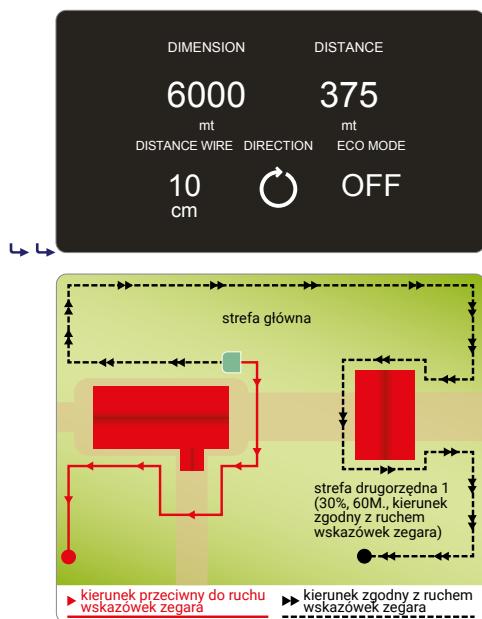 DIMENSION DISTANCE
6000 375
mt mt
DISTANCE WIRE DIRECTION ECO MODE
10 OFF
cm
strefa główna
strefa drugorzędna 1
(30%, 60M., kierunek
zgodny z ruchem
wskazówek zegara)
kierunek przeciwny do ruchu
wskazówek zegara
kierunek zgodny z ruchem
wskazówek zegara